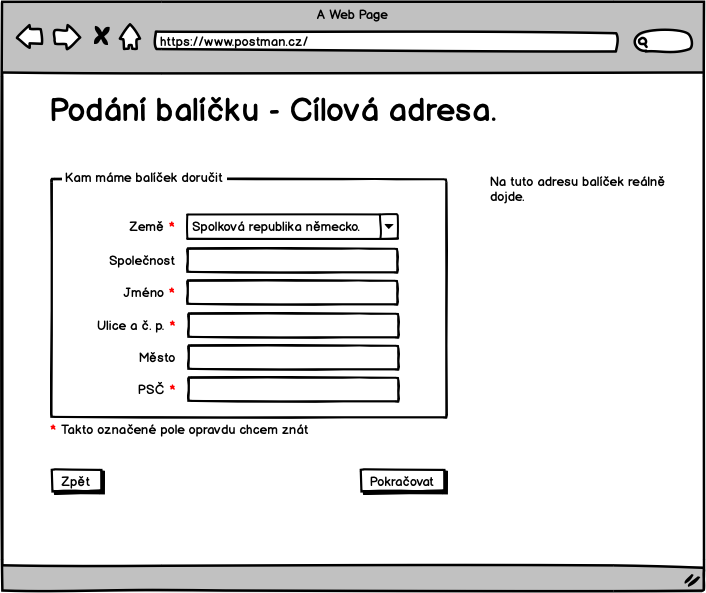 A Web Page
https://www.postman.cz/
Podání balíčku - Cílová adresa.
Kam máme balíček doručit
Na tuto adresu balíček reálně
dojde.
Země * Spolková republika německo.
Společnost
Jméno *
Ulice a č. p. *
Město
PSČ *
* Takto označené pole opravdu chcem znát
Zpět
Pokračovat